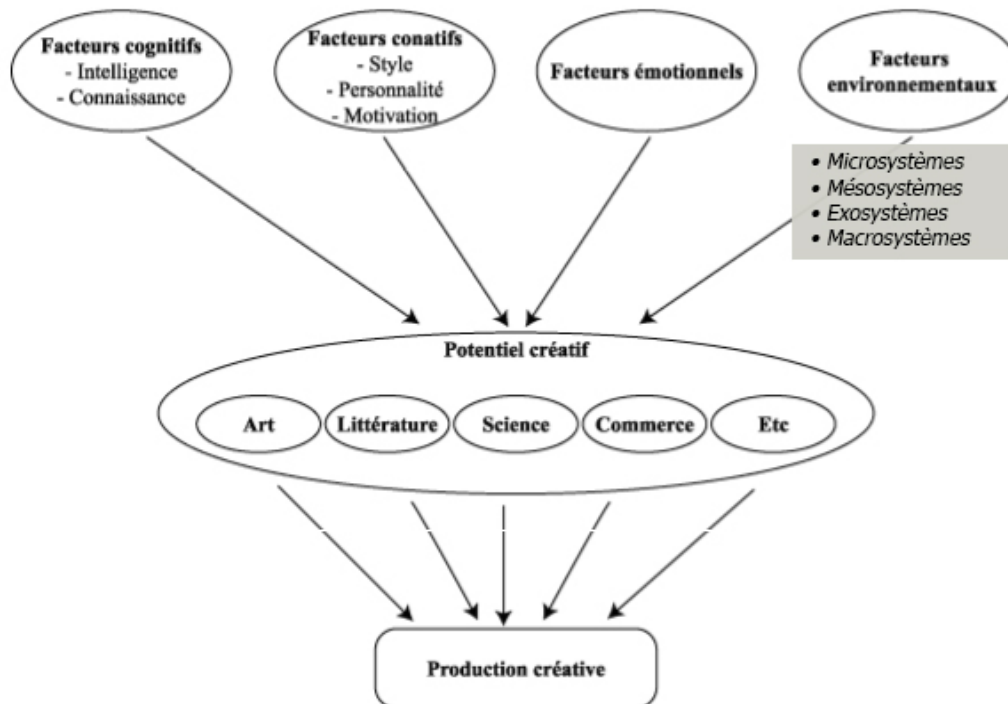 Facteurs cognitifs
- Intelligence
- Connaissance
Facteurs conatifs
- Style
- Personnalité
- Motivation
Facteurs émotionnels
Facteurs
environnementaux
• Microsystèmes
• Mésosystèmes
• Exosystèmes
• Macrosystèmes
Potentiel créatif
Art
Littérature
Science
Commerce
Etc
Production créative